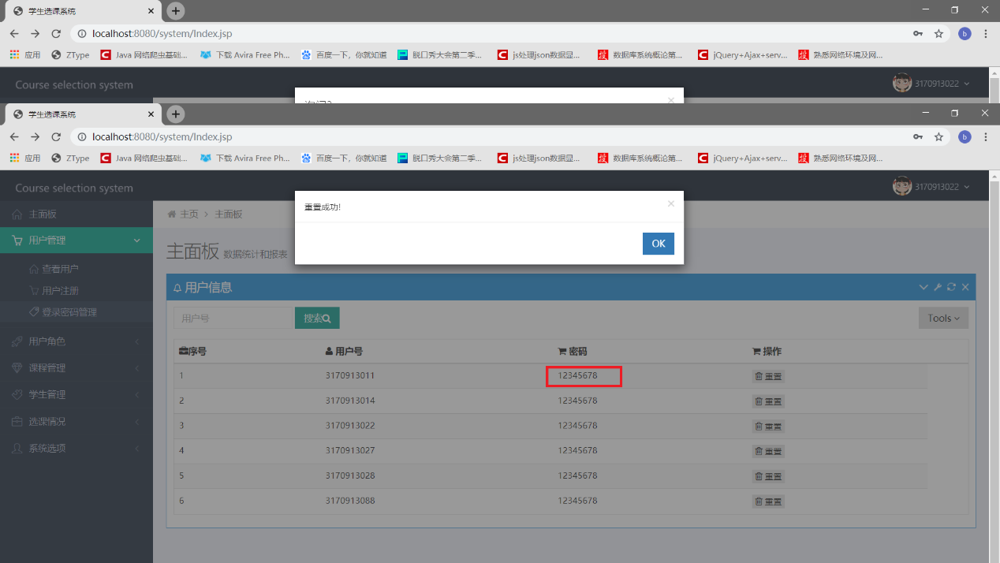 学生选课系统
localhost:8080/system/Index.jsp
b
应用 ZType Java 网络爬虫基础... 下载 Avira Free Ph... 百度一下，你就知道 脱口秀大会第二季... js处理json数据显... 数据库系统概论第... jQuery+Ajax+serv... 熟悉网络环境及网...
Course selection system 3170913022
学生选课系统
localhost:8080/system/Index.jsp
b
应用 ZType Java 网络爬虫基础... 下载 Avira Free Ph... 百度一下，你就知道 脱口秀大会第二季... js处理json数据显... 数据库系统概论第... jQuery+Ajax+serv... 熟悉网络环境及网...
Course selection system 3170913022
重置成功!
OK
主面板
用户管理
查看用户
用户注册
登录密码管理
用户角色
课程管理
学生管理
选课情况
系统选项
主页 > 主面板
主面板 数据统计和报表
用户信息
用户号 搜索 Tools
序号 用户号 密码 操作
1 3170913011 12345678 重置
2 3170913014 12345678 重置
3 3170913022 12345678 重置
4 3170913027 12345678 重置
5 3170913028 12345678 重置
6 3170913088 12345678 重置